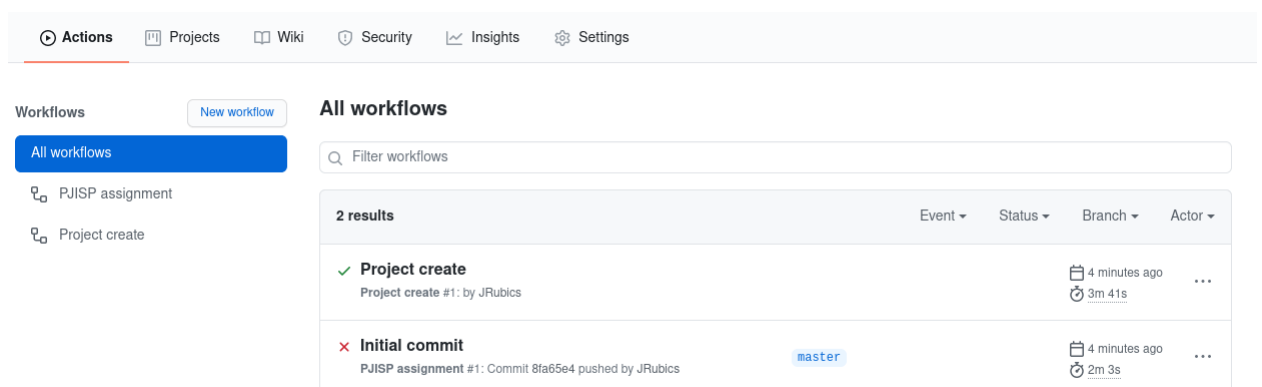 Actions Projects Wiki Security Insights Settings
Workflows New workflow
All workflows
PJISP assignment
Project create
All workflows
Filter workflows
2 results Event Status Branch Actor
Project create
Project create #1: by JRubics
4 minutes ago
3m 41s
Initial commit
PJISP assignment #1: Commit 8fa65e4 pushed by JRubics
master
4 minutes ago
2m 3s